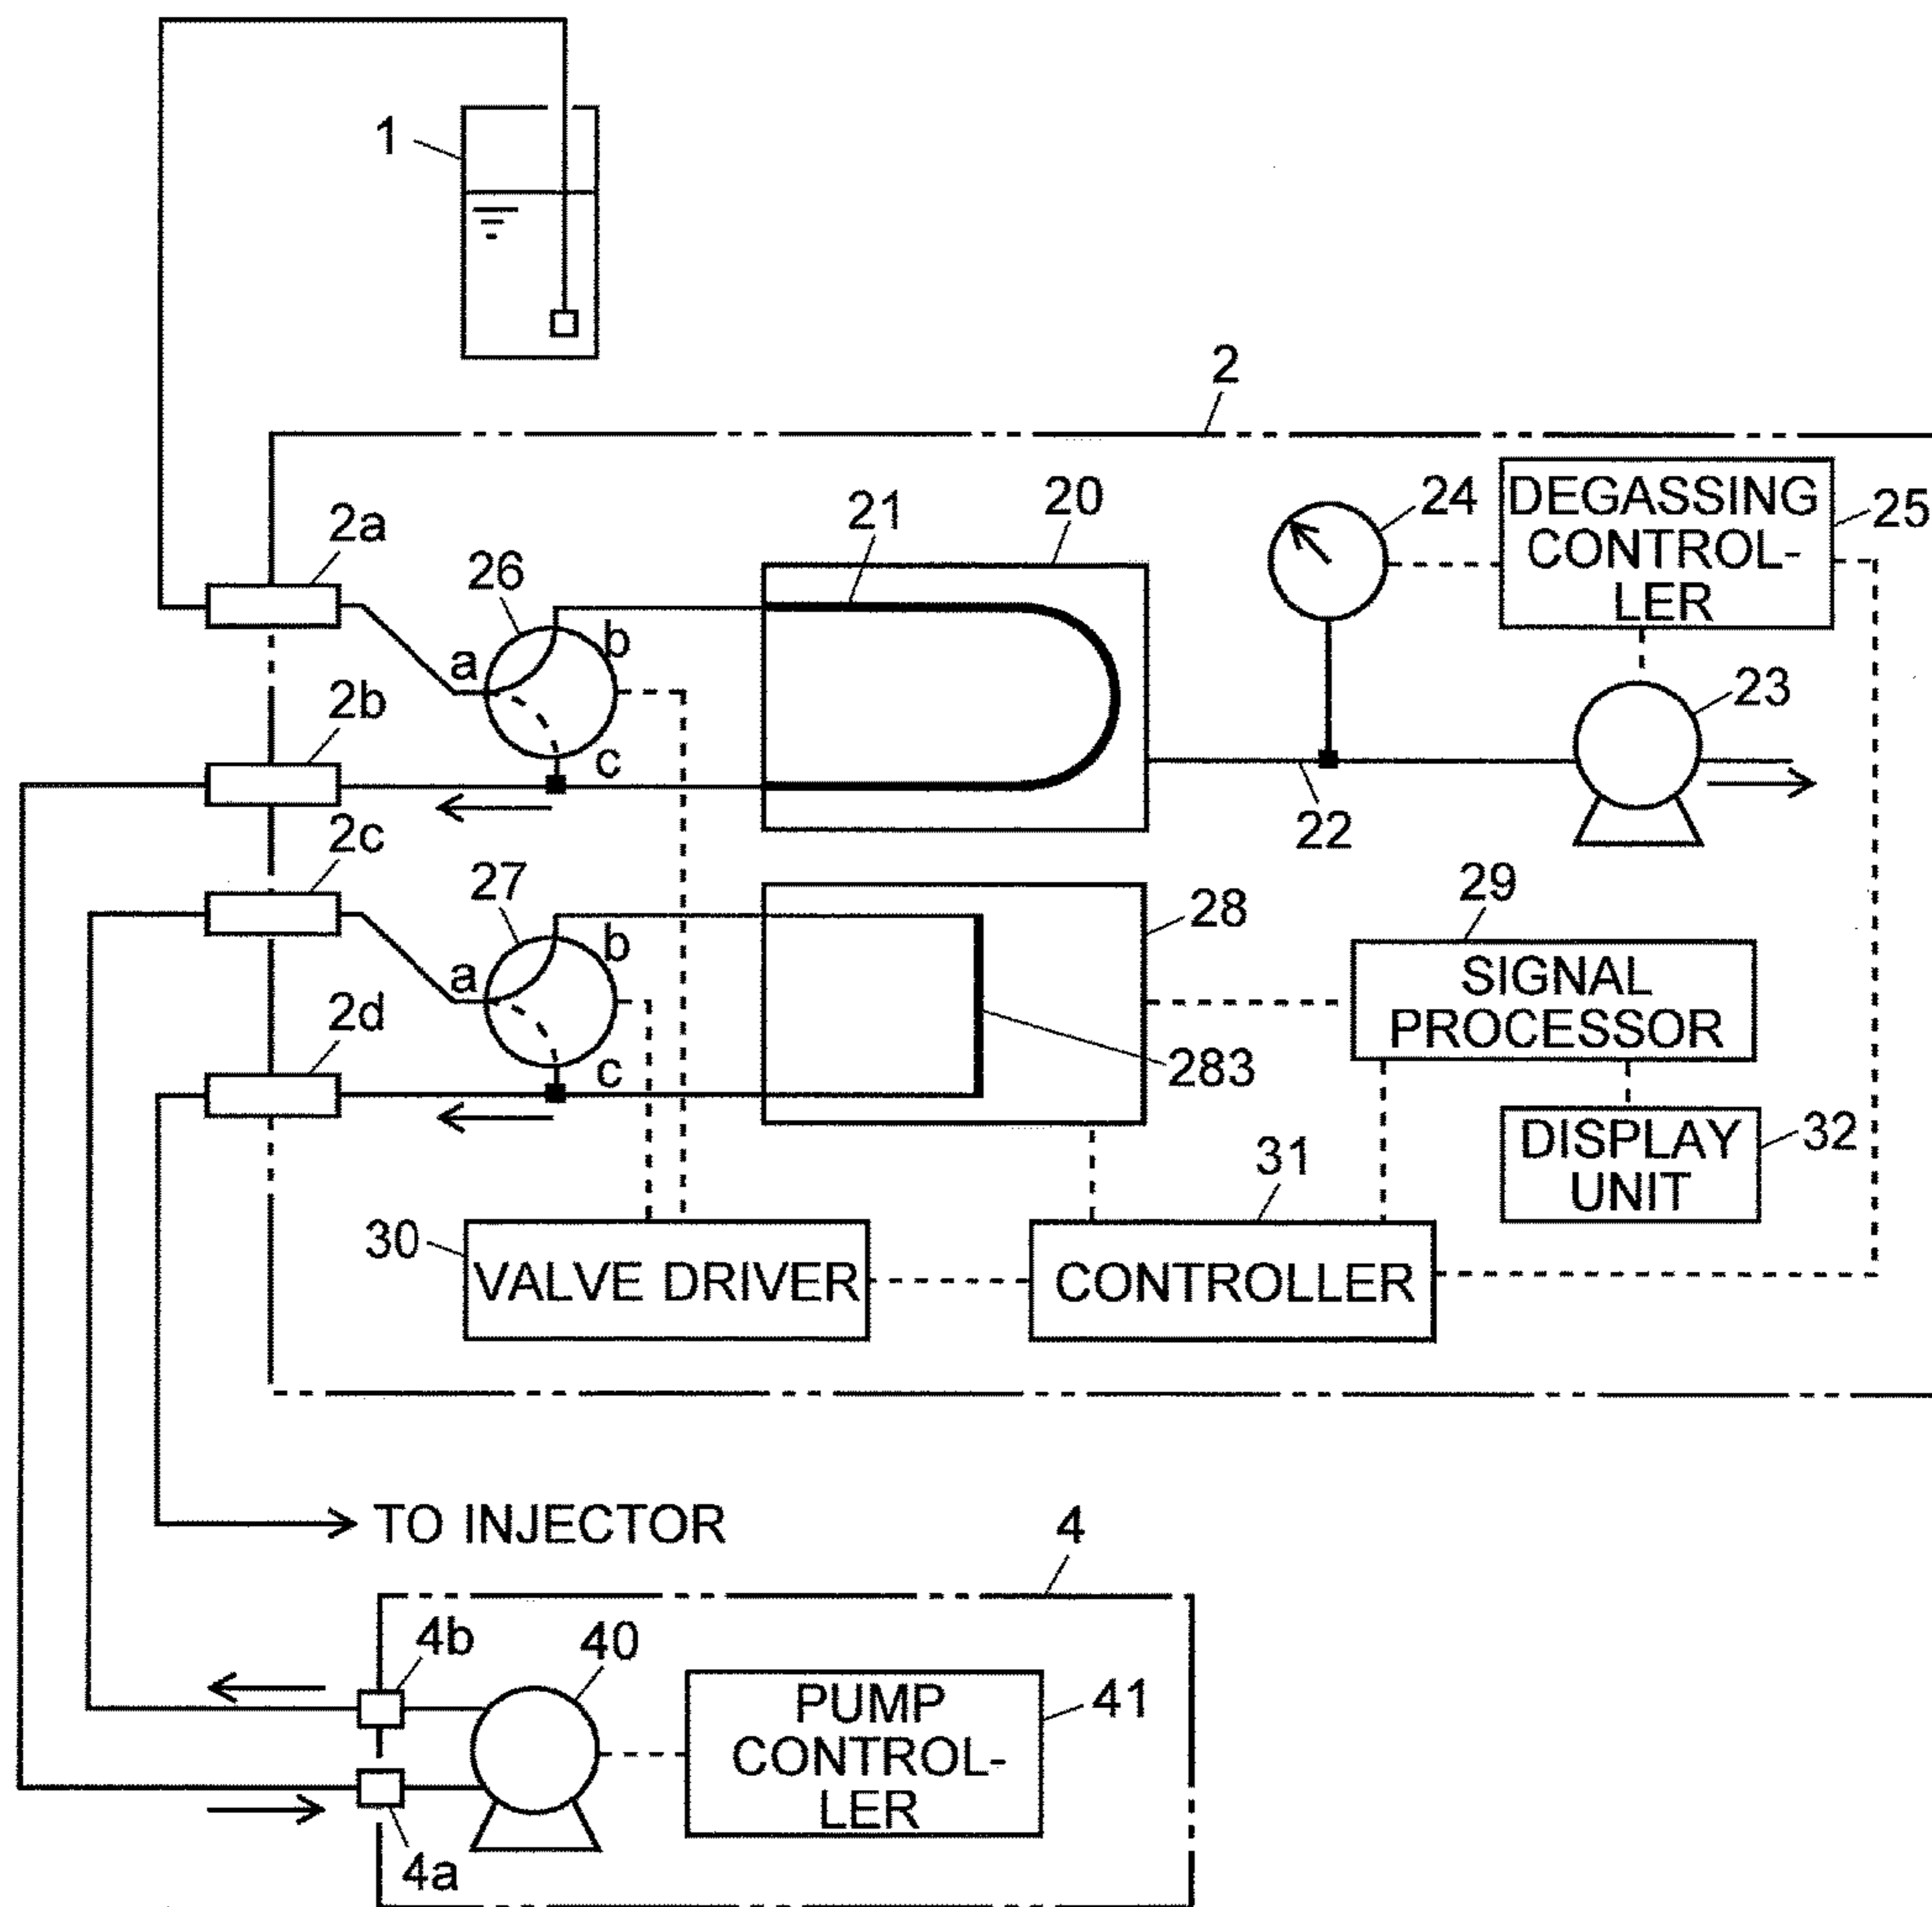 1
2
2a
26
21
20
24
DEGASSING
CONTROL-
LER
25
a
b
c
2b
23
22
2c
27
28
29
a
b
c
SIGNAL
PROCESSOR
2d
283
DISPLAY
UNIT
32
31
30
VALVE DRIVER
CONTROLLER
TO INJECTOR
4
4b
40
PUMP
CONTROL-
LER
41
4a